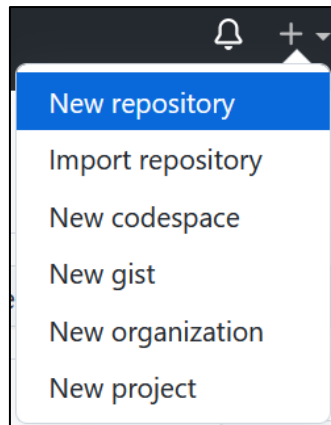 New repository
Import repository
New codespace
New gist
New organization
New project